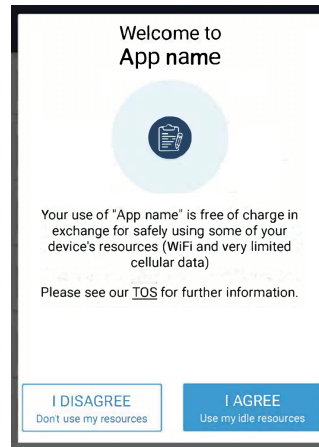 Welcome to
App name
Your use of "App name" is free of charge in
exchange for safely using some of your
device's resources (WiFi and very limited
cellular data)
Please see our TOS for further information.
I DISAGREE
Don't use my resources
I AGREE
Use my idle resources